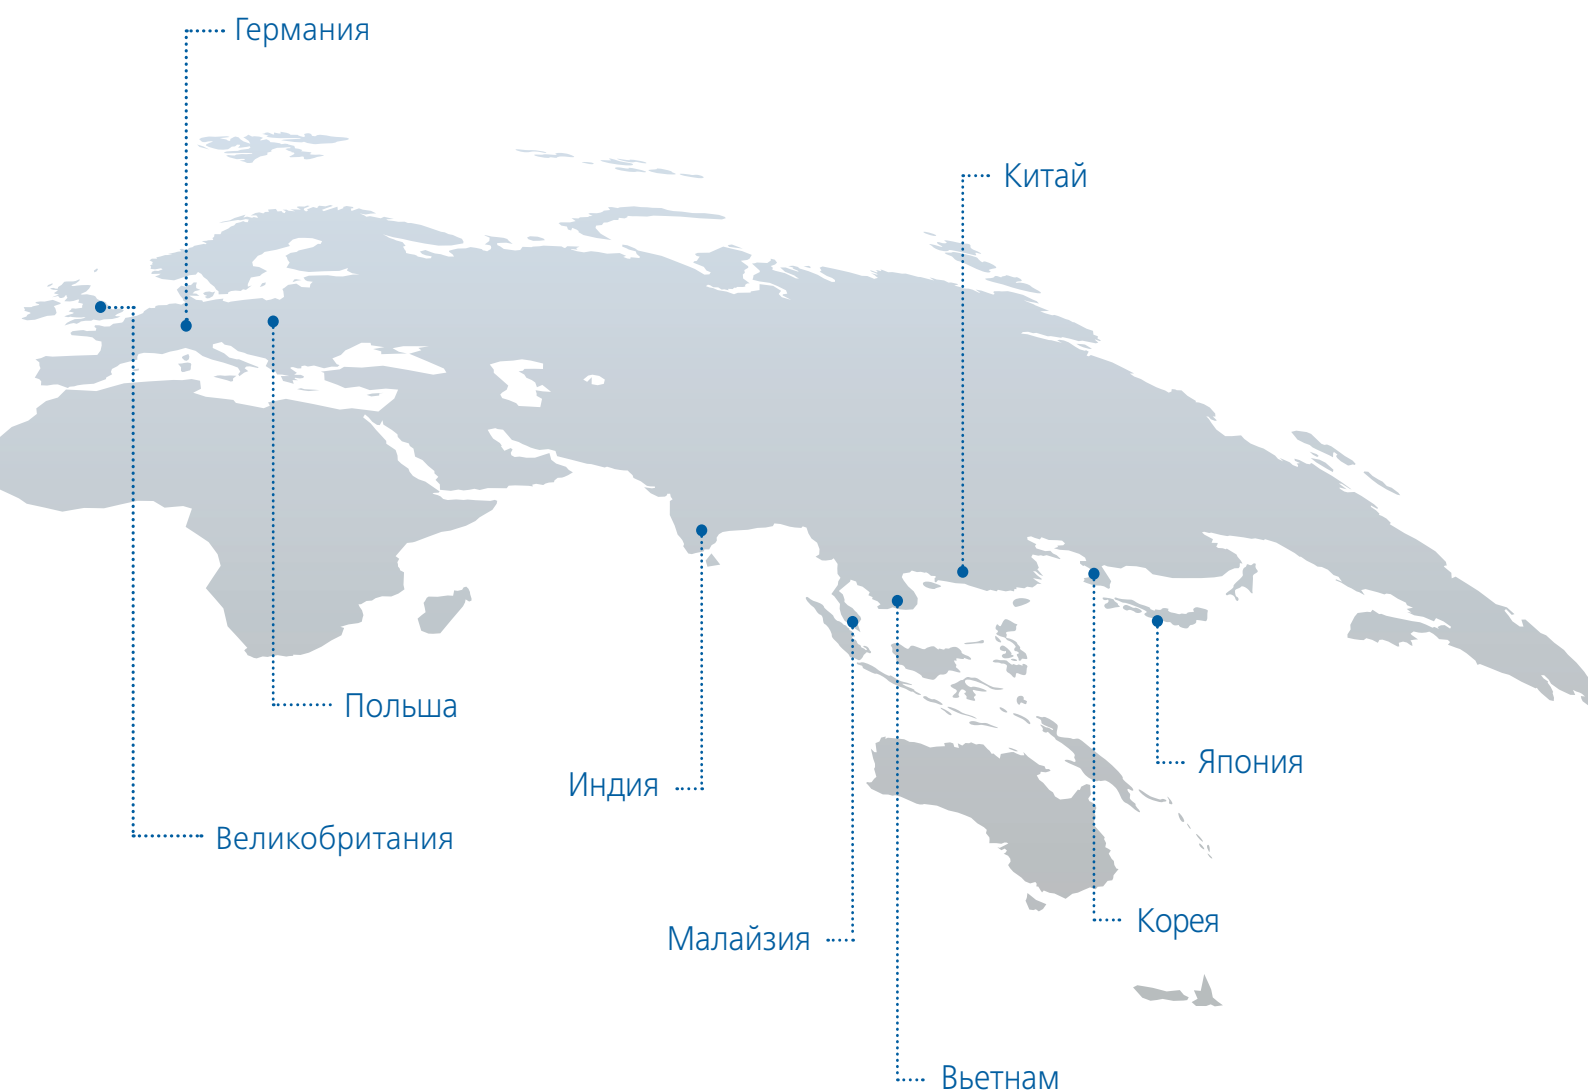 Германия
Китай
Польша
Япония
Индия
Великобритания
Корея
Малайзия
Вьетнам